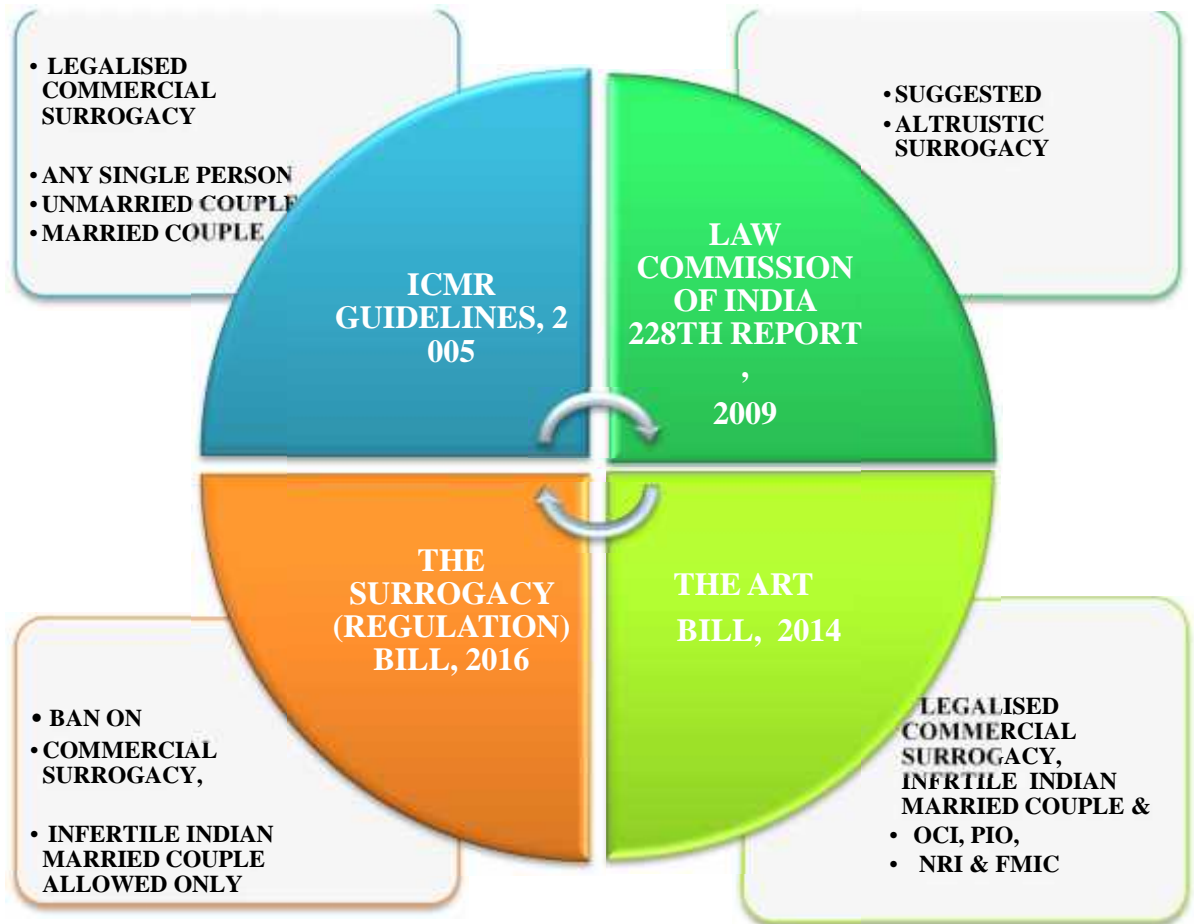 • LEGALISED
COMMERCIAL
SURROGACY
• ANY SINGLE PERSON
• UNMARRIED COUPLE
• MARRIED COUPLE
• SUGGESTED
• ALTRUISTIC
SURROGACY
ICMR
GUIDELINES, 2
005
LAW
COMMISSION
OF INDIA
228TH REPORT
,
2009
THE
SURROGACY
(REGULATION)
BILL, 2016
THE ART
BILL, 2014
• BAN ON
• COMMERCIAL
SURROGACY,
• INFERTILE INDIAN
MARRIED COUPLE
ALLOWED ONLY
LEGALISED
COMMERCIAL
SURROGACY,
INFRTILE INDIAN
MARRIED COUPLE &
• OCI, PIO,
• NRI & FMIC